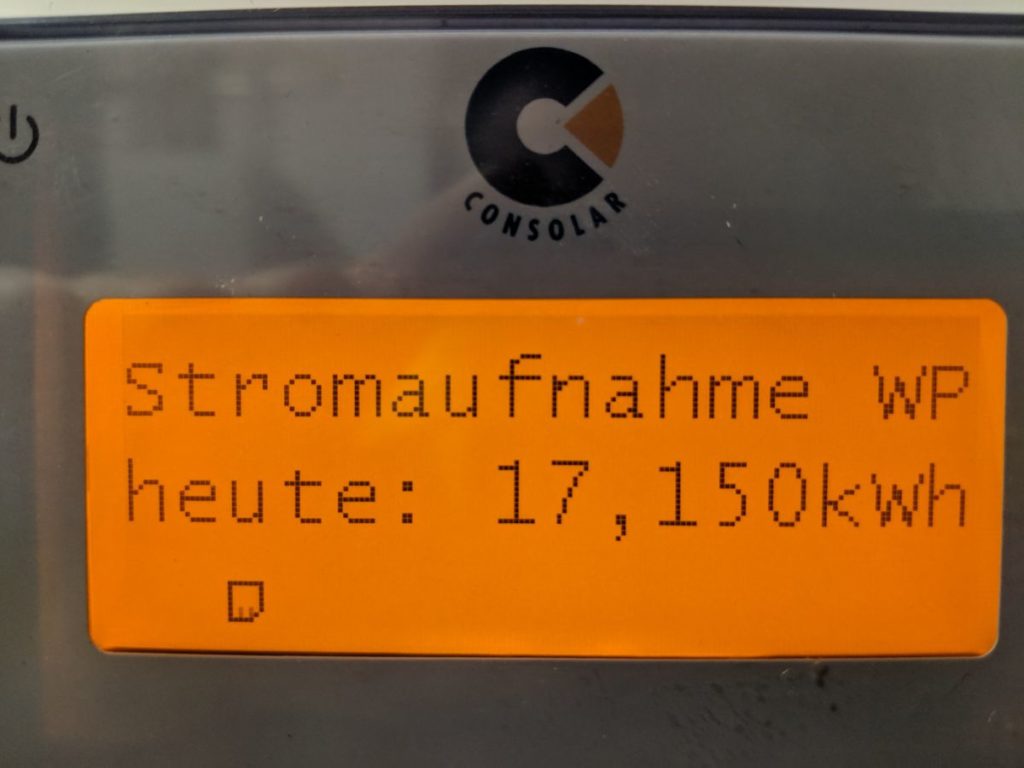 CONSOLAR
Stromaufnahme WP
heute: 17,150kWh